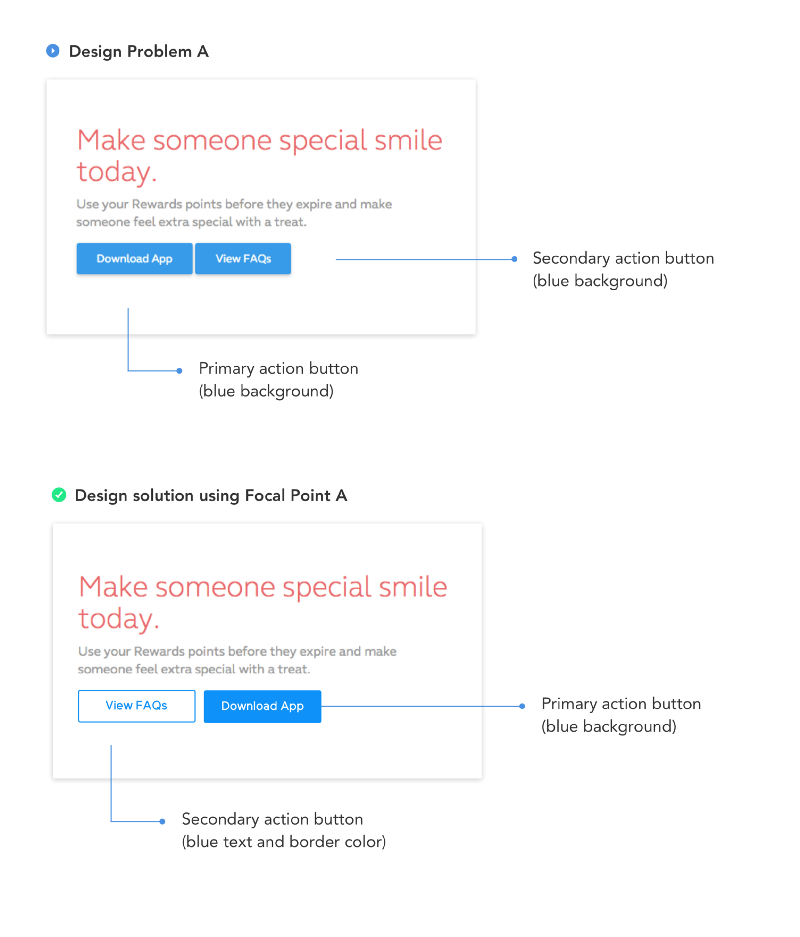 Design Problem A
Make someone special smile
today.
Use your Rewards points before they expire and make
someone feel extra special with a treat.
Download App
View FAQs
Secondary action button
(blue background)
Primary action button
(blue background)
Design solution using Focal Point A
Make someone special smile
today.
Use your Rewards points before they expire and make
someone feel extra special with a treat.
View FAQs
Download App
Primary action button
(blue background)
Secondary action button
(blue text and border color)